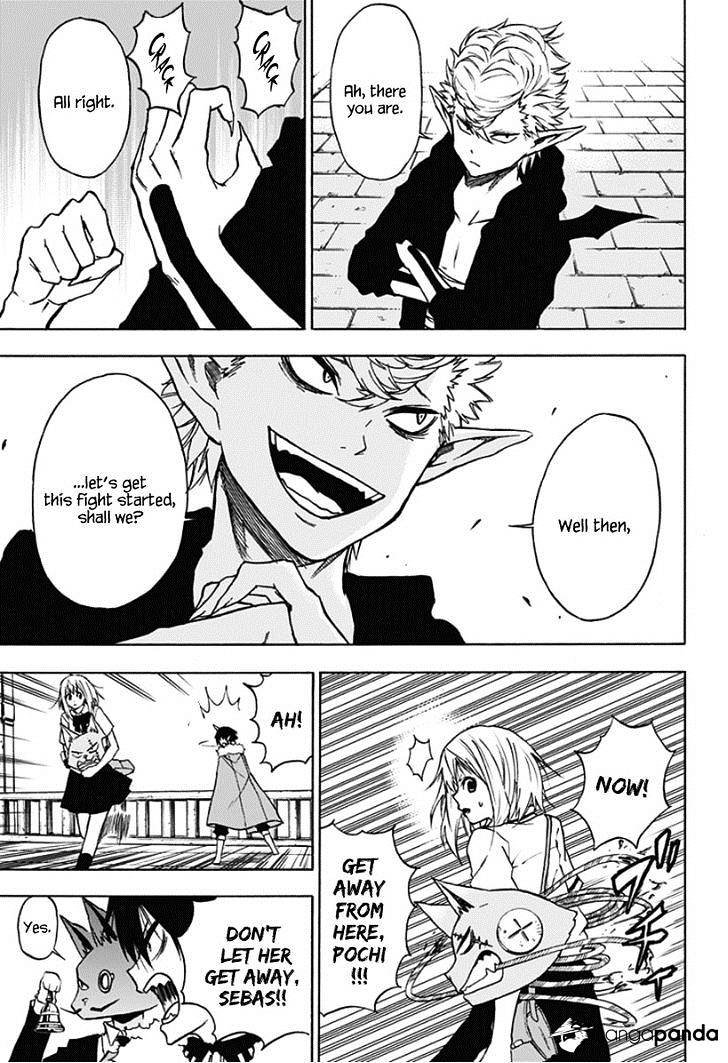 Ah, there
you are.
CRACK
CRACK
All right.
Well then,
...let's get
this fight started,
shall we?
NOW!
GET
AWAY
FROM
HERE,
POCHI
!!!
AH!
DON'T
LET HER
GET AWAY,
SEBAS!!
Yes.
mangapanda